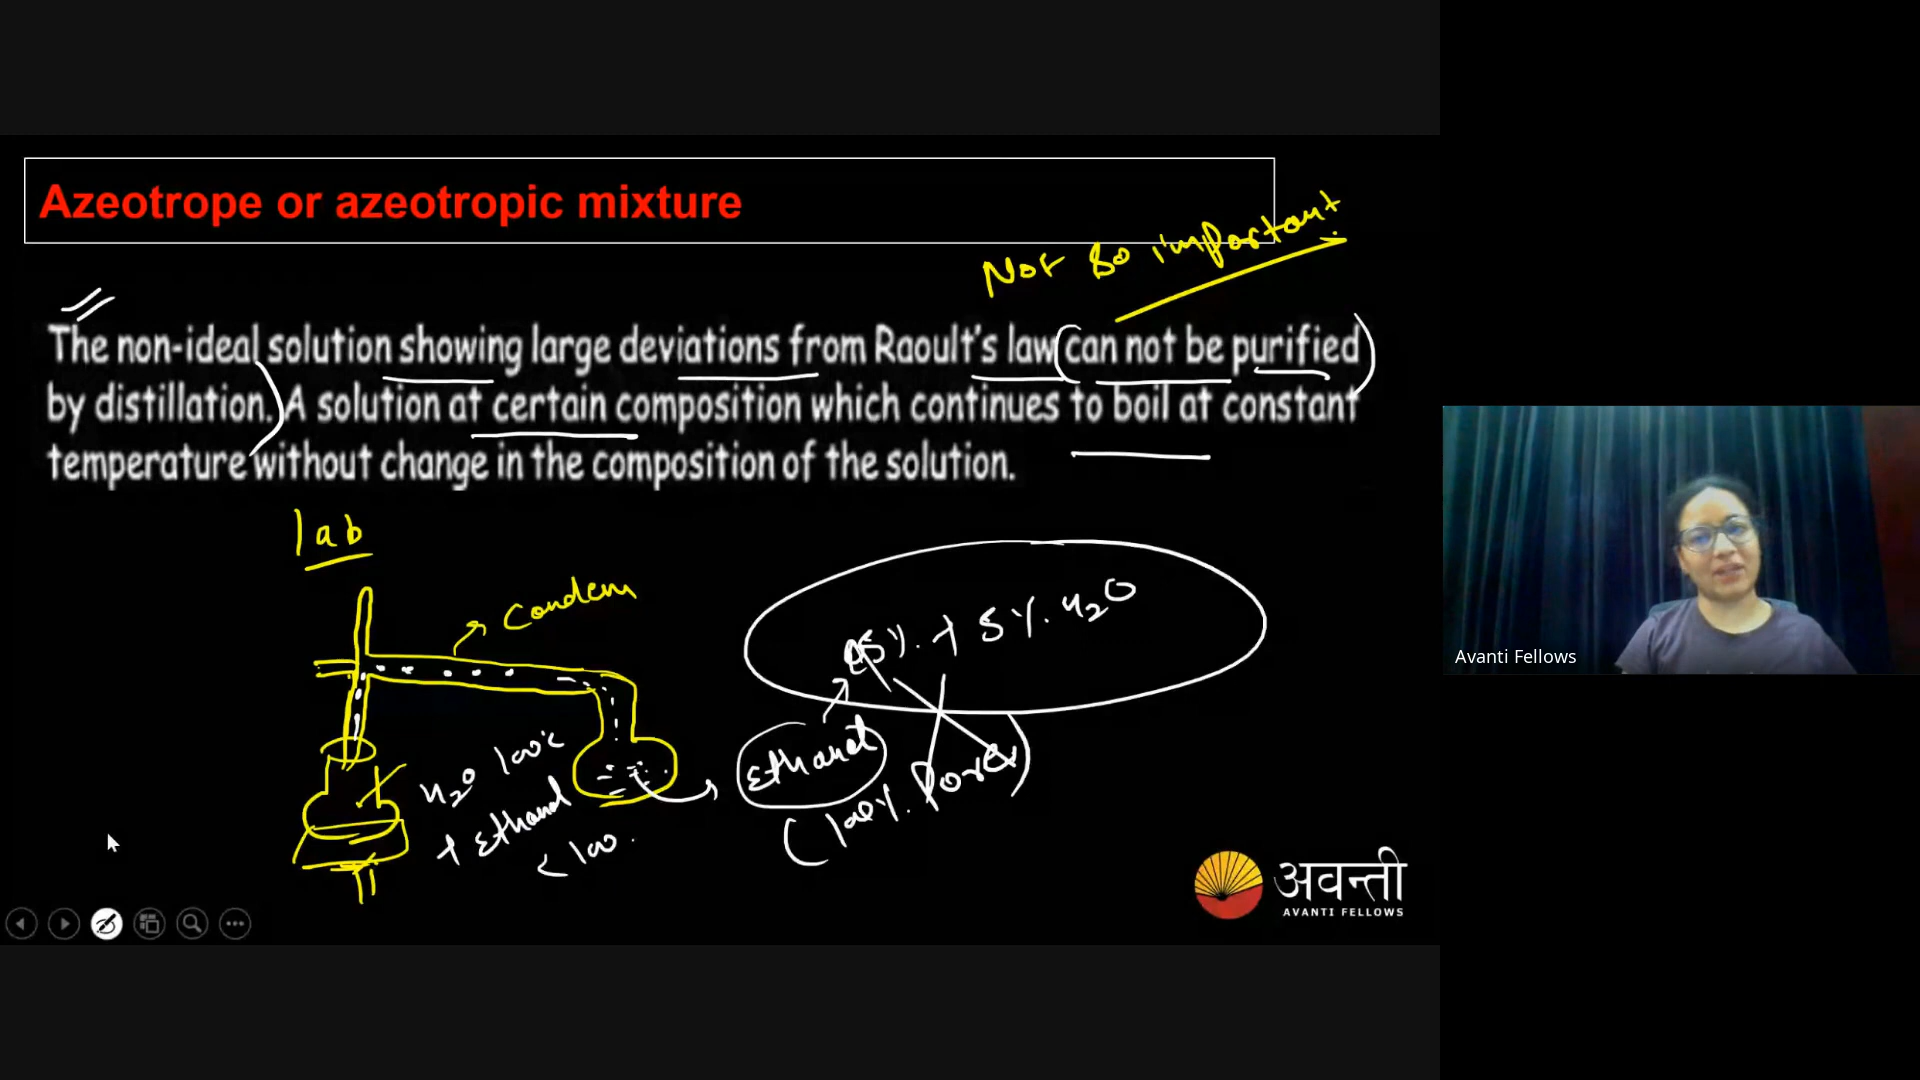 Azeotrope or azeotropic mixture
Not so important
The non-ideal solution showing large deviations from Raoult's law can not be purified
by distillation. A solution at certain composition which continues to boil at constant
temperature without change in the composition of the solution.
lab
Conden
95%. + 5%. H2O
H2O 100°C
+ Ethanol
< 100
Ethanol
(100%. Pore)
अवन्ती
AVANTI FELLOWS
Avanti Fellows